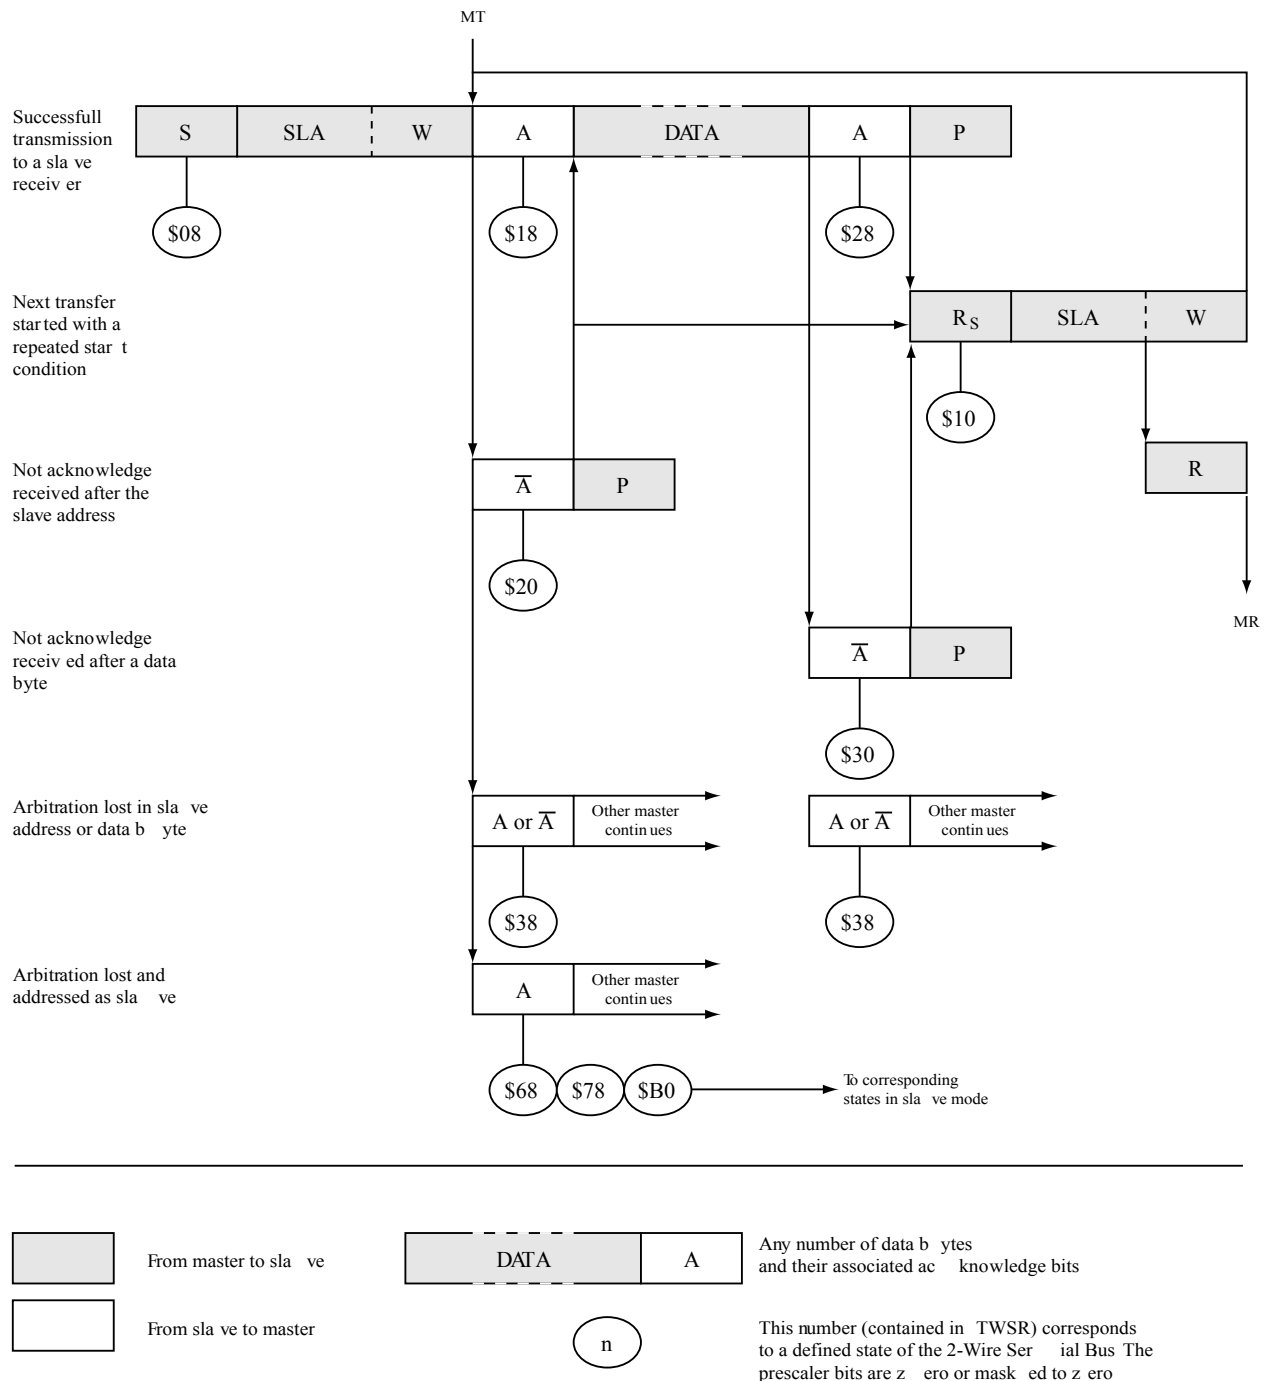 MT
Successfull
transmission
to a sla ve
receiv er
S SLA W A DATA A P
$08 $18 $28
Next transfer
star ted with a
repeated star t
condition
RS SLA W
$10
Not acknowledge
received after the
slave address
A̅ P
R
$20
MR
Not acknowledge
receiv ed after a data
byte
A̅ P
$30
Arbitration lost in sla ve
address or data b yte
A or A̅
Other master
contin ues
A or A̅
Other master
contin ues
$38 $38
Arbitration lost and
addressed as sla ve
A
Other master
contin ues
$68 $78 $B0
To corresponding
states in sla ve mode
From master to sla ve
DATA A
Any number of data b ytes
and their associated ac knowledge bits
From sla ve to master
n
This number (contained in TWSR) corresponds
to a defined state of the 2-Wire Ser ial Bus The
prescaler bits are z ero or mask ed to z ero